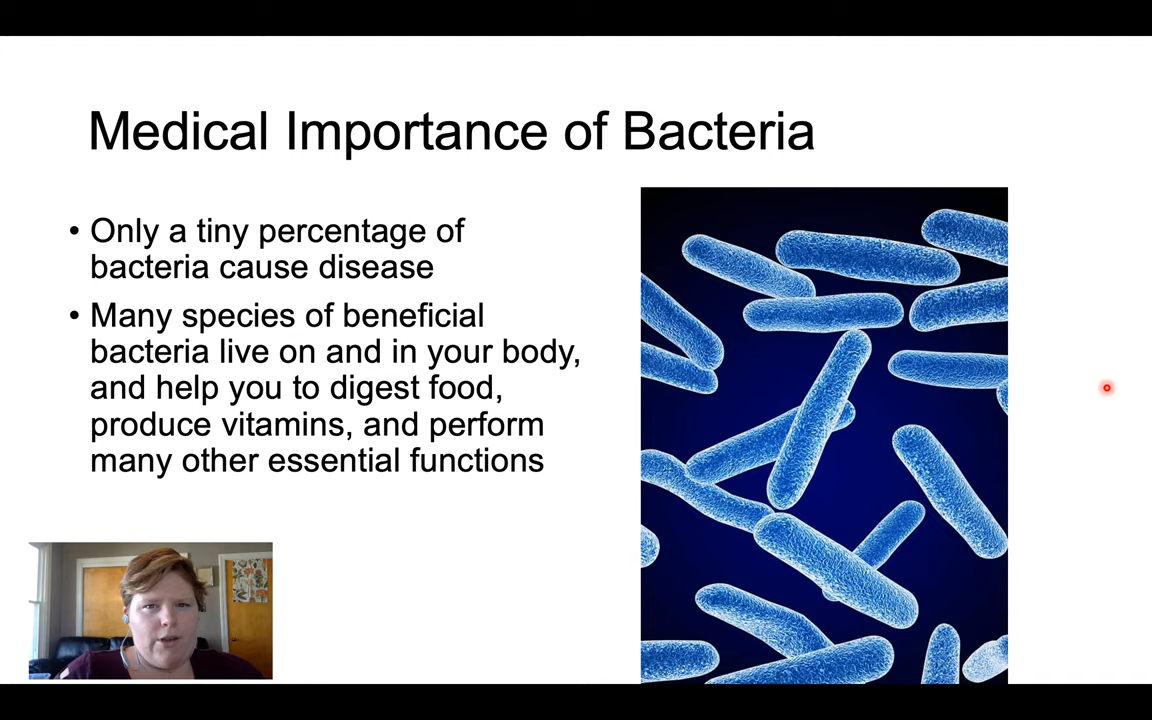 Medical Importance of Bacteria
• Only a tiny percentage of
bacteria cause disease
• Many species of beneficial
bacteria live on and in your body,
and help you to digest food,
produce vitamins, and perform
many other essential functions